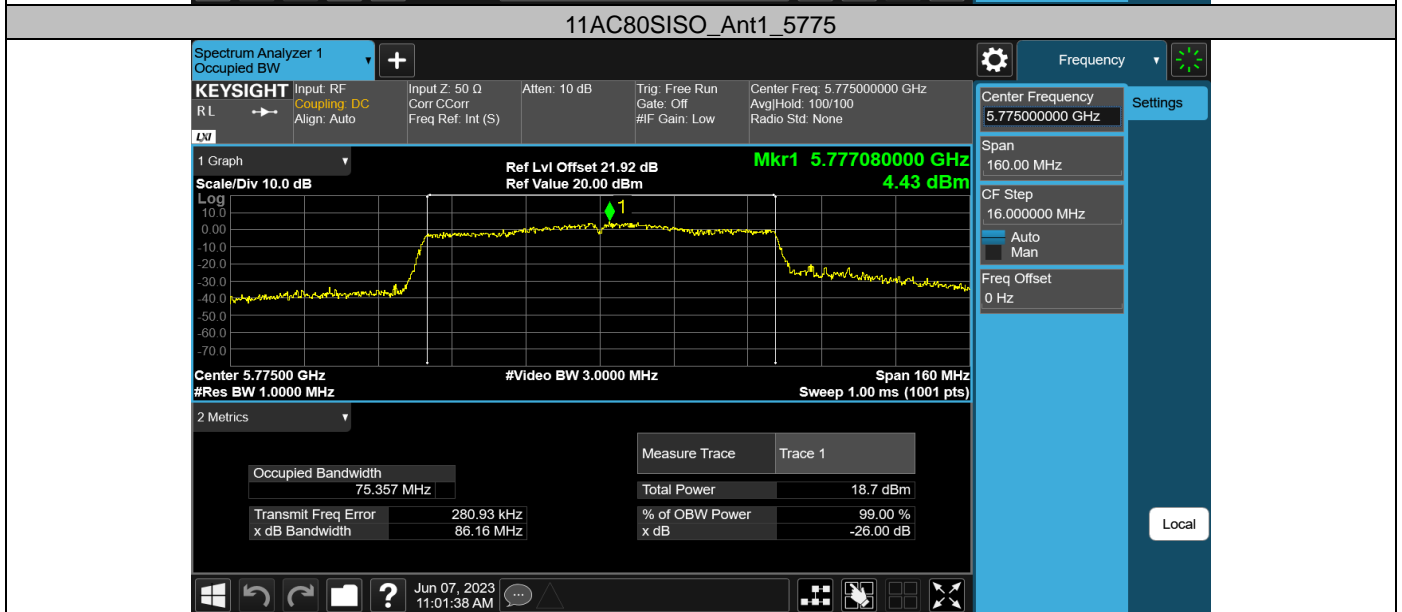 11AC80SISO_Ant1_5775
Spectrum Analyzer 1
Occupied BW
+
Frequency
KEYSIGHT
RL
LXI
Input: RF
Coupling: DC
Align: Auto
Input Z: 50 Ω
Corr CCorr
Freq Ref: Int (S)
Atten: 10 dB
Trig: Free Run
Gate: Off
#IF Gain: Low
Center Freq: 5.775000000 GHz
Avg|Hold: 100/100
Radio Std: None
Center Frequency
5.775000000 GHz
Settings
Span
160.00 MHz
CF Step
16.000000 MHz
Auto
Man
Freq Offset
0 Hz
Local
1 Graph
Scale/Div 10.0 dB
Ref Lvl Offset 21.92 dB
Ref Value 20.00 dBm
Mkr1 5.777080000 GHz
4.43 dBm
Log
1
10.0
0.00
-10.0
-20.0
-30.0
-40.0
-50.0
-60.0
-70.0
Center 5.77500 GHz
#Res BW 1.0000 MHz
#Video BW 3.0000 MHz
Span 160 MHz
Sweep 1.00 ms (1001 pts)
2 Metrics
Measure Trace Trace 1
Occupied Bandwidth
75.357 MHz
Total Power 18.7 dBm
Transmit Freq Error 280.93 kHz
% of OBW Power 99.00 %
x dB Bandwidth 86.16 MHz
x dB -26.00 dB
?
Jun 07, 2023
11:01:38 AM